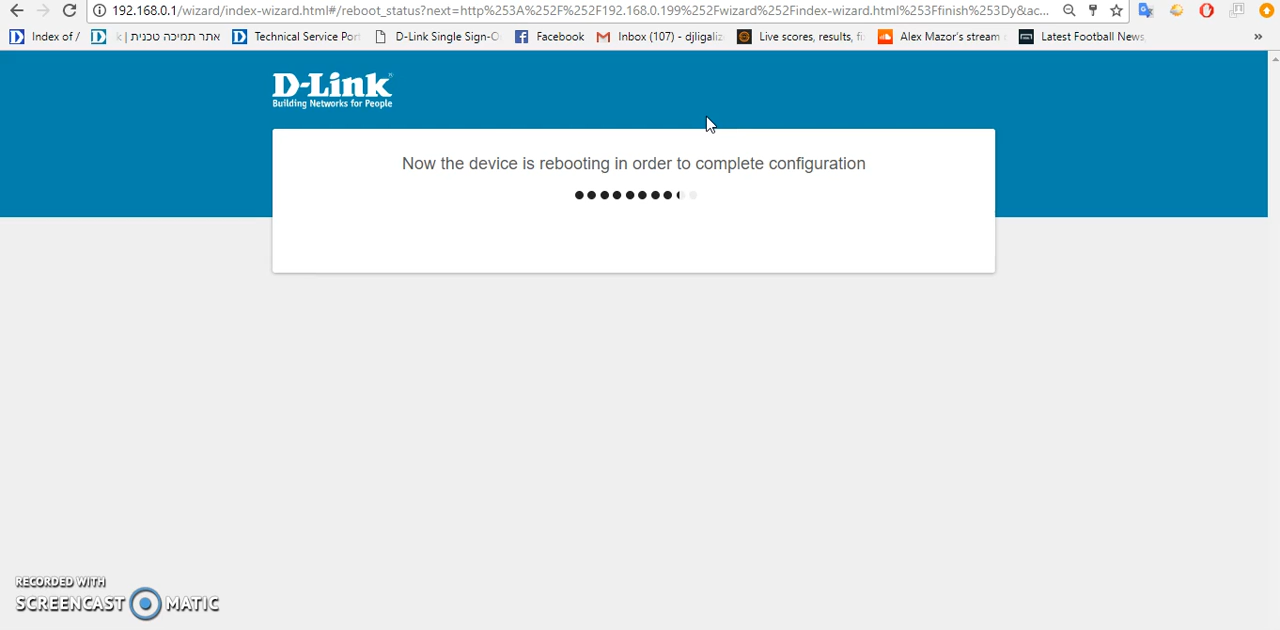 192.168.0.1/wizard/index-wizard.html#/reboot_status?next=http%253A%252F%252F192.168.0.199%252Fwizard%252Findex-wizard.html%253Ffinish%253Dy&ac...
Index of / אתר תמיכה טכנית | Technical Service Por D-Link Single Sign-O Facebook Inbox (107) - djligaliz Live scores, results, fi Alex Mazor's stream Latest Football News, »
D-Link
Building Networks for People
Now the device is rebooting in order to complete configuration
RECORDED WITH
SCREENCAST MATIC